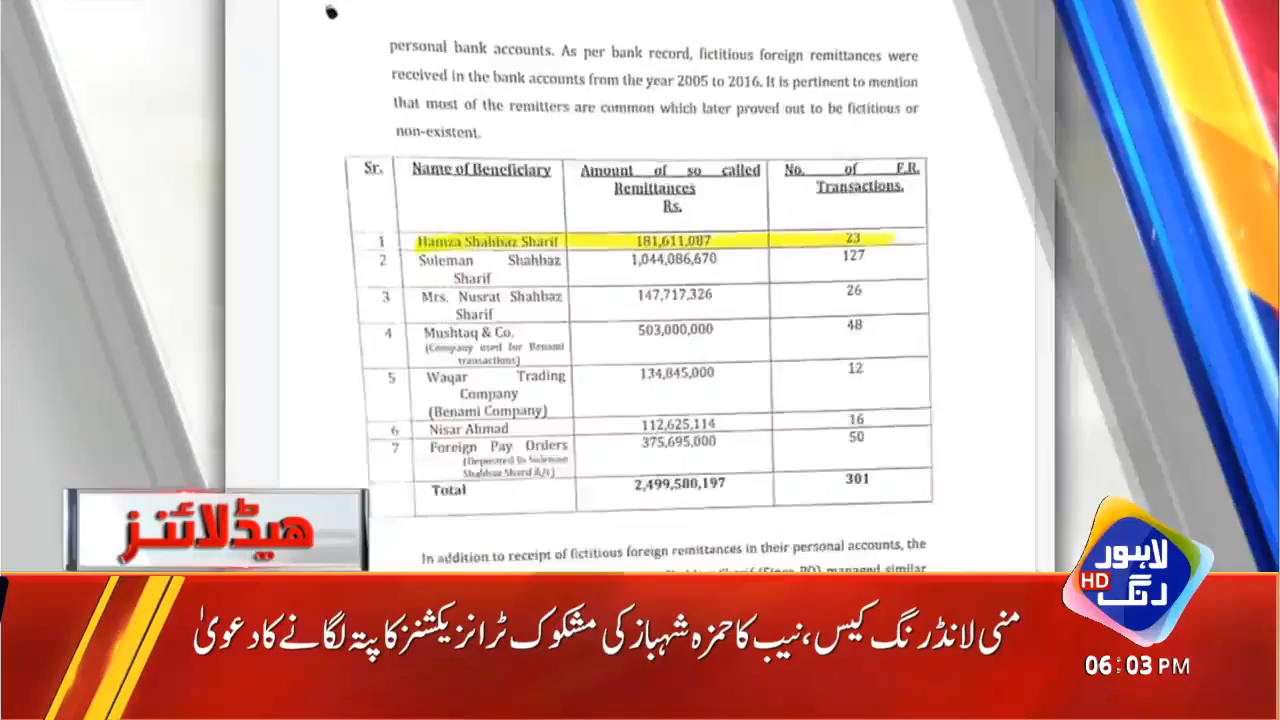 personal bank accounts. As per bank record, fictitious foreign remittances were
received in the bank accounts from the year 2005 to 2016. It is pertinent to mention
that most of the remitters are common which later proved out to be fictitious or
non-existent.
Sr. Name of Beneficiary Amount of so called No. of F.R.
Remittances Transactions.
Rs.
1 Hamza Shahbaz Sharif 181,611,087 23
2 Suleman Shahbaz 1,044,086,670 127
Sharif
3 Mrs. Nusrat Shahbaz 147,717,326 26
Sharif
4 Mushtaq & Co. 503,000,000 48
(Company used for Benami
transactions)
5 Waqar Trading 134,845,000 12
Company
(Benami Company)
6 Nisar Ahmad 112,625,114 16
7 Foreign Pay Orders 375,695,000 50
(Deposited In Suleman
Shahbaz Sharif A/c)
Total 2,499,580,197 301
In addition to receipt of fictitious foreign remittances in their personal accounts, the
managed similar
ہیڈلائنز
لاہور
HD رنگ
منی لانڈرنگ کیس، نیب کا حمزہ شہباز کی مشکوک ٹرانزیکشنز کا پتہ لگانے کا دعویٰ
06:03 PM